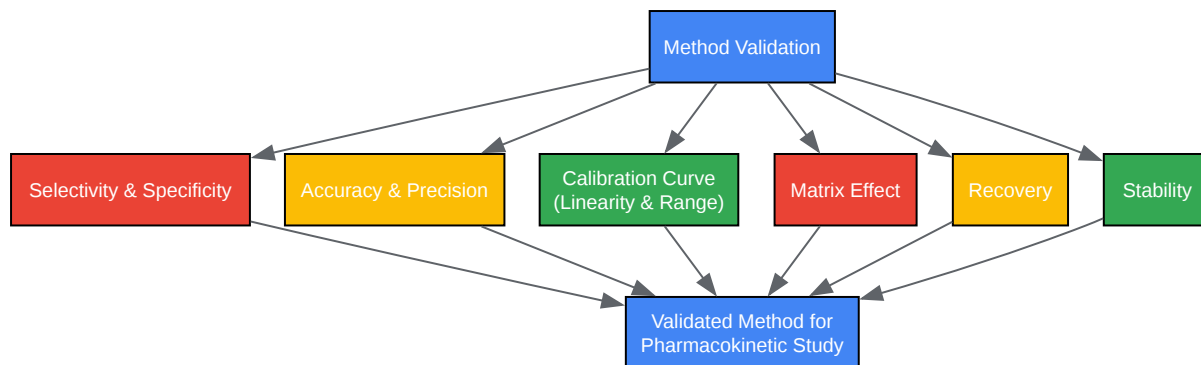 Method Validation
Selectivity & Specificity
Accuracy & Precision
Calibration Curve
(Linearity & Range)
Matrix Effect
Recovery
Stability
Validated Method for
Pharmacokinetic Study